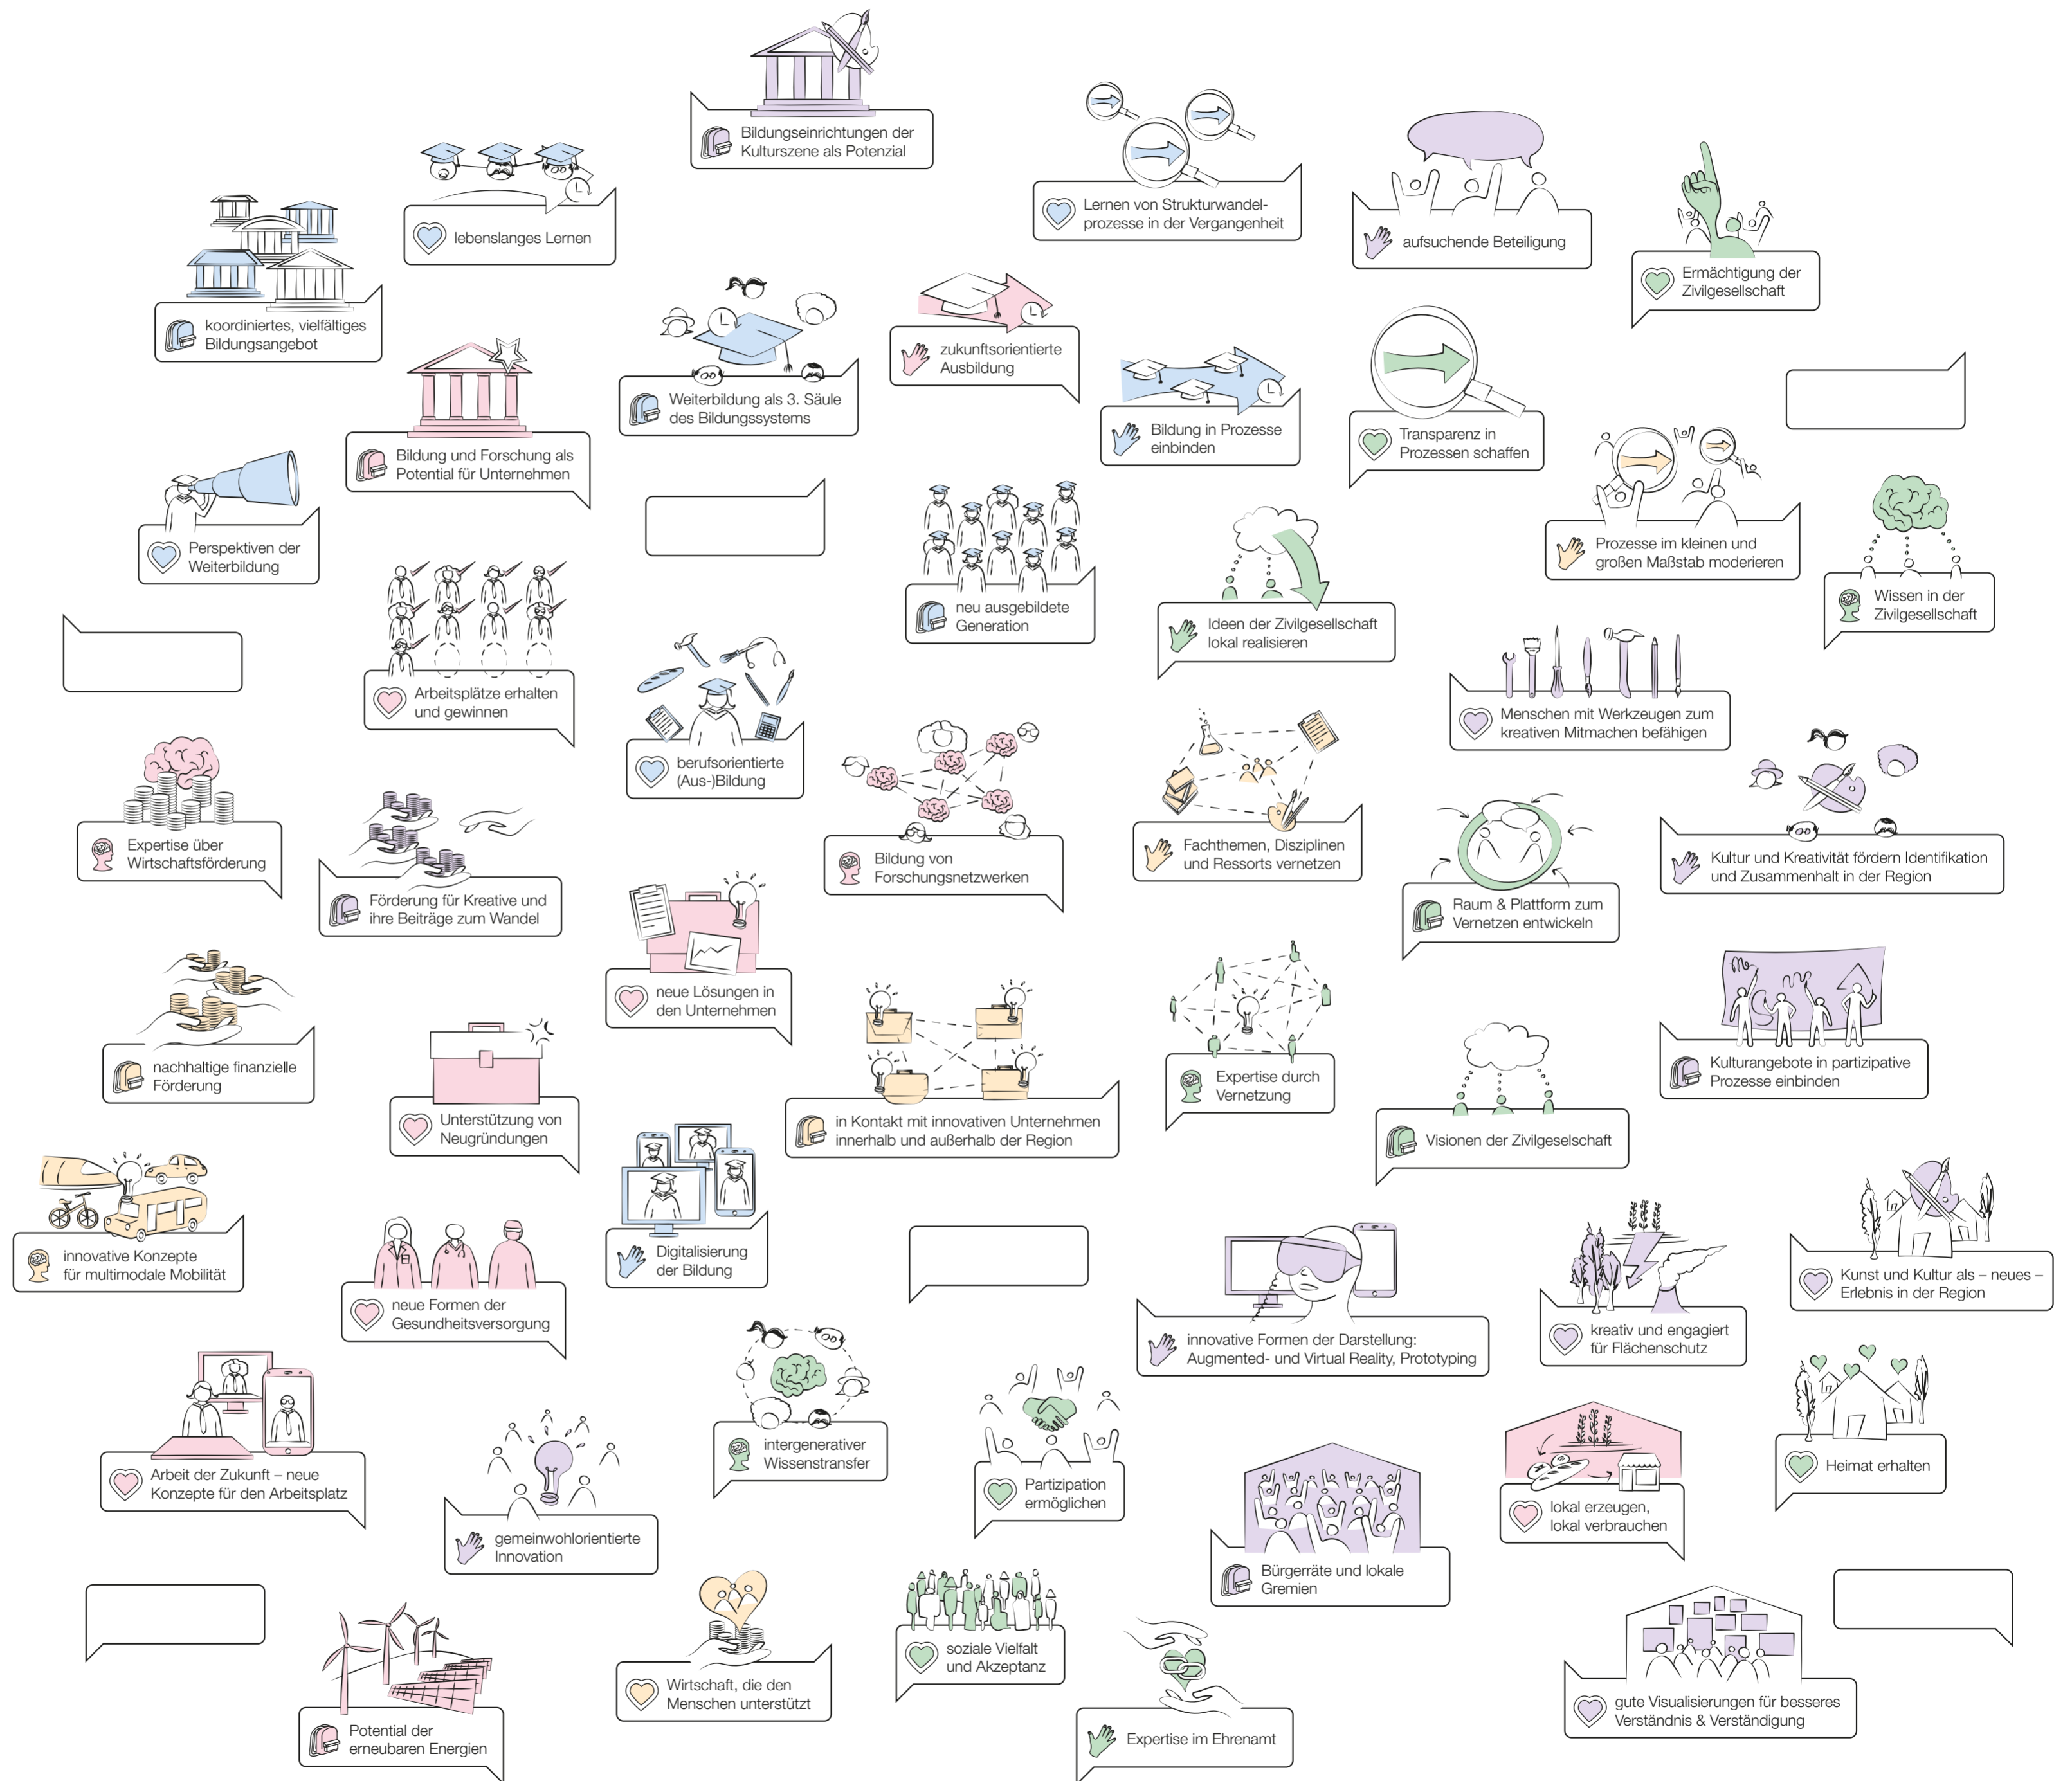 Bildungseinrichtungen der
Kulturszene als Potenzial
lebenslanges Lernen
Lernen von Strukturwandel-
prozesse in der Vergangenheit
aufsuchende Beteiligung
Ermächtigung der
Zivilgesellschaft
koordiniertes, vielfältiges
Bildungsangebot
Weiterbildung als 3. Säule
des Bildungssystems
zukunftsorientierte
Ausbildung
Bildung in Prozesse
einbinden
Transparenz in
Prozessen schaffen
Bildung und Forschung als
Potential für Unternehmen
Perspektiven der
Weiterbildung
Prozesse im kleinen und
großen Maßstab moderieren
Wissen in der
Zivilgesellschaft
neu ausgebildete
Generation
Ideen der Zivilgesellschaft
lokal realisieren
Arbeitsplätze erhalten
und gewinnen
Menschen mit Werkzeugen zum
kreativen Mitmachen befähigen
berufsorientierte
(Aus-)Bildung
Expertise über
Wirtschaftsförderung
Bildung von
Forschungsnetzwerken
Fachthemen, Disziplinen
und Ressorts vernetzen
Kultur und Kreativität fördern Identifikation
und Zusammenhalt in der Region
Förderung für Kreative und
ihre Beiträge zum Wandel
Raum & Plattform zum
Vernetzen entwickeln
neue Lösungen in
den Unternehmen
nachhaltige finanzielle
Förderung
Expertise durch
Vernetzung
Kulturangebote in partizipative
Prozesse einbinden
Unterstützung von
Neugründungen
in Kontakt mit innovativen Unternehmen
innerhalb und außerhalb der Region
Visionen der Zivilgeselschaft
innovative Konzepte
für multimodale Mobilität
Digitalisierung
der Bildung
neue Formen der
Gesundheitsversorgung
innovative Formen der Darstellung:
Augmented- und Virtual Reality, Prototyping
kreativ und engagiert
für Flächenschutz
Kunst und Kultur als – neues –
Erlebnis in der Region
Arbeit der Zukunft – neue
Konzepte für den Arbeitsplatz
intergenerativer
Wissenstransfer
Partizipation
ermöglichen
Heimat erhalten
gemeinwohlorientierte
Innovation
lokal erzeugen,
lokal verbrauchen
Bürgerräte und lokale
Gremien
soziale Vielfalt
und Akzeptanz
Wirtschaft, die den
Menschen unterstützt
Potential der
erneubaren Energien
Expertise im Ehrenamt
gute Visualisierungen für besseres
Verständnis & Verständigung